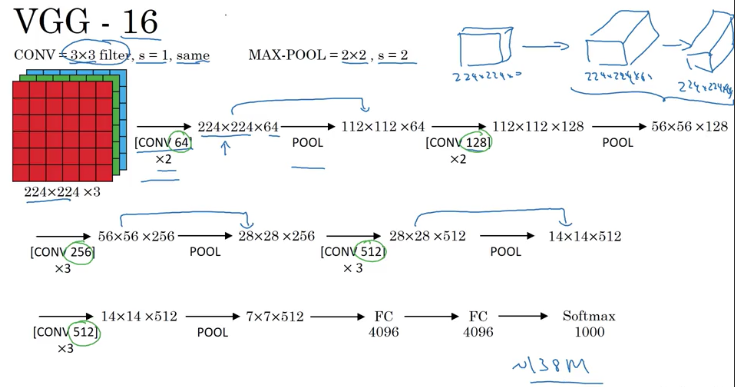 VGG - 16
CONV = 3×3 filter, s = 1, same
MAX-POOL = 2×2 , s = 2
224×224×3
[CONV 64]
×2
224×224×64
POOL
112×112 ×64
[CONV 128]
×2
112×112 ×128
POOL
56×56 ×128
224×224 ×3
[CONV 256]
×3
56×56 ×256
POOL
28×28 ×256
[CONV 512]
×3
28×28 ×512
POOL
14×14×512
[CONV 512]
×3
14×14 ×512
POOL
7×7×512
FC
4096
FC
4096
Softmax
1000
~138M